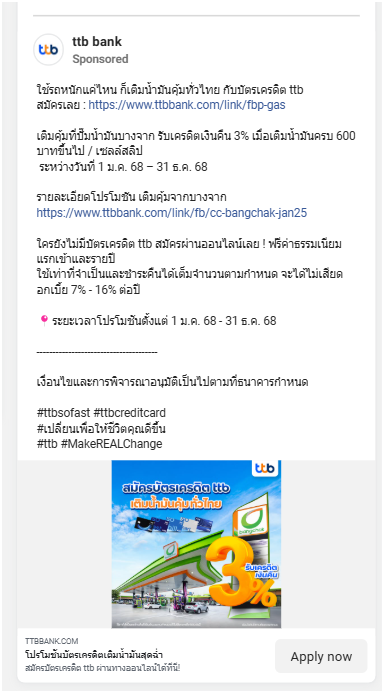 ttb
ttb bank
Sponsored
ใช้รถหนักแค่ไหน ก็เติมน้ำมันคุ้มทั่วไทย กับบัตรเครดิต ttb
สมัครเลย : https://www.ttbbank.com/link/fbp-gas
เติมคุ้มที่ปั๊มน้ำมันบางจาก รับเครดิตเงินคืน 3% เมื่อเติมน้ำมันครบ 600
บาทขึ้นไป / เซลล์สลิป
ระหว่างวันที่ 1 ม.ค. 68 – 31 ธ.ค. 68
รายละเอียดโปรโมชัน เติมคุ้มจากบางจาก
https://www.ttbbank.com/link/fb/cc-bangchak-jan25
ใครยังไม่มีบัตรเครดิต ttb สมัครผ่านออนไลน์เลย ! ฟรีค่าธรรมเนียม
แรกเข้าและรายปี
ใช้เท่าที่จำเป็นและชำระคืนได้เต็มจำนวนตามกำหนด จะได้ไม่เสียด
อกเบี้ย 7% - 16% ต่อปี
📍 ระยะเวลาโปรโมชันตั้งแต่ 1 ม.ค. 68 - 31 ธ.ค. 68
--------------------------------------
เงื่อนไขและการพิจารณาอนุมัติเป็นไปตามที่ธนาคารกำหนด
#ttbsofast #ttbcreditcard
#เปลี่ยนเพื่อให้ชีวิตคุณดีขึ้น
#ttb #MakeREALChange
ttb
สมัครบัตรเครดิต ttb
เติมน้ำมันคุ้มทั่วไทย
bangchak
รับเครดิต
เงินคืน
3%
TTBBANK.COM
โปรโมชันบัตรเครดิตเติมน้ำมันสุดฉ่ำ
สมัครบัตรเครดิต ttb ผ่านทางออนไลน์ได้ที่นี่!
Apply now